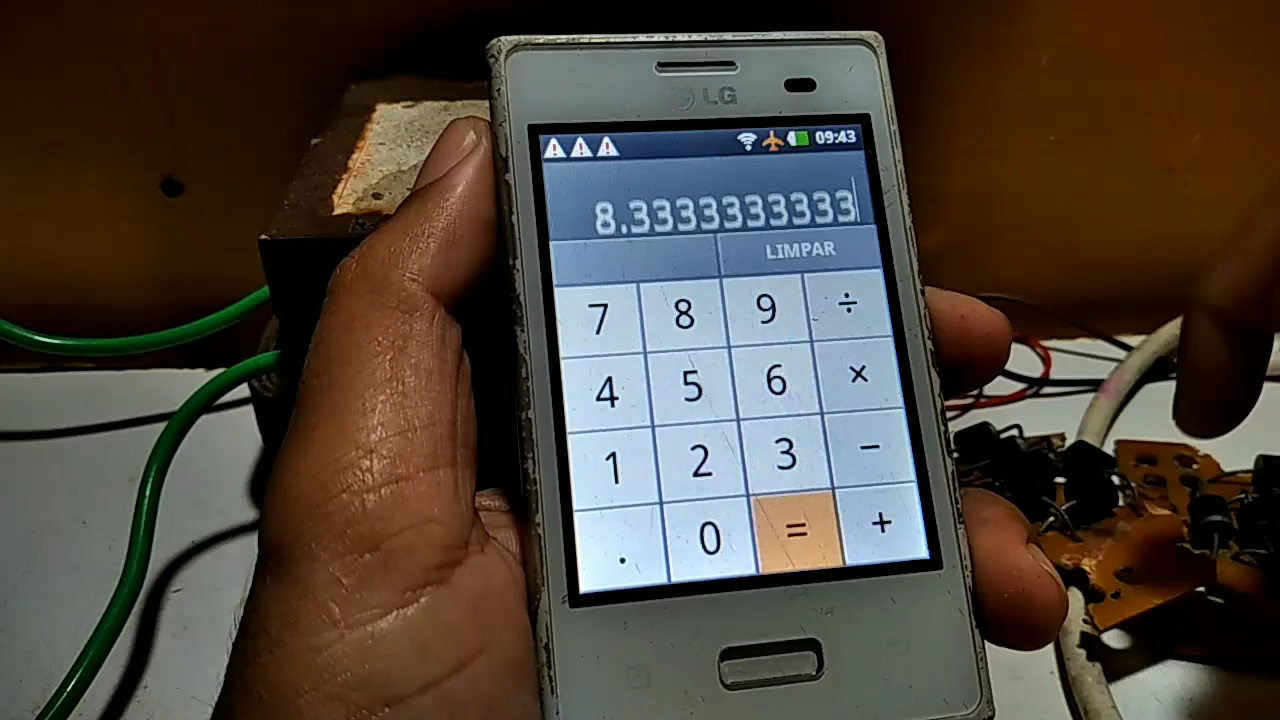 LG
09:43
8.3333333333
LIMPAR
7 8 9 ÷
4 5 6 ×
1 2 3 −
. 0 = +